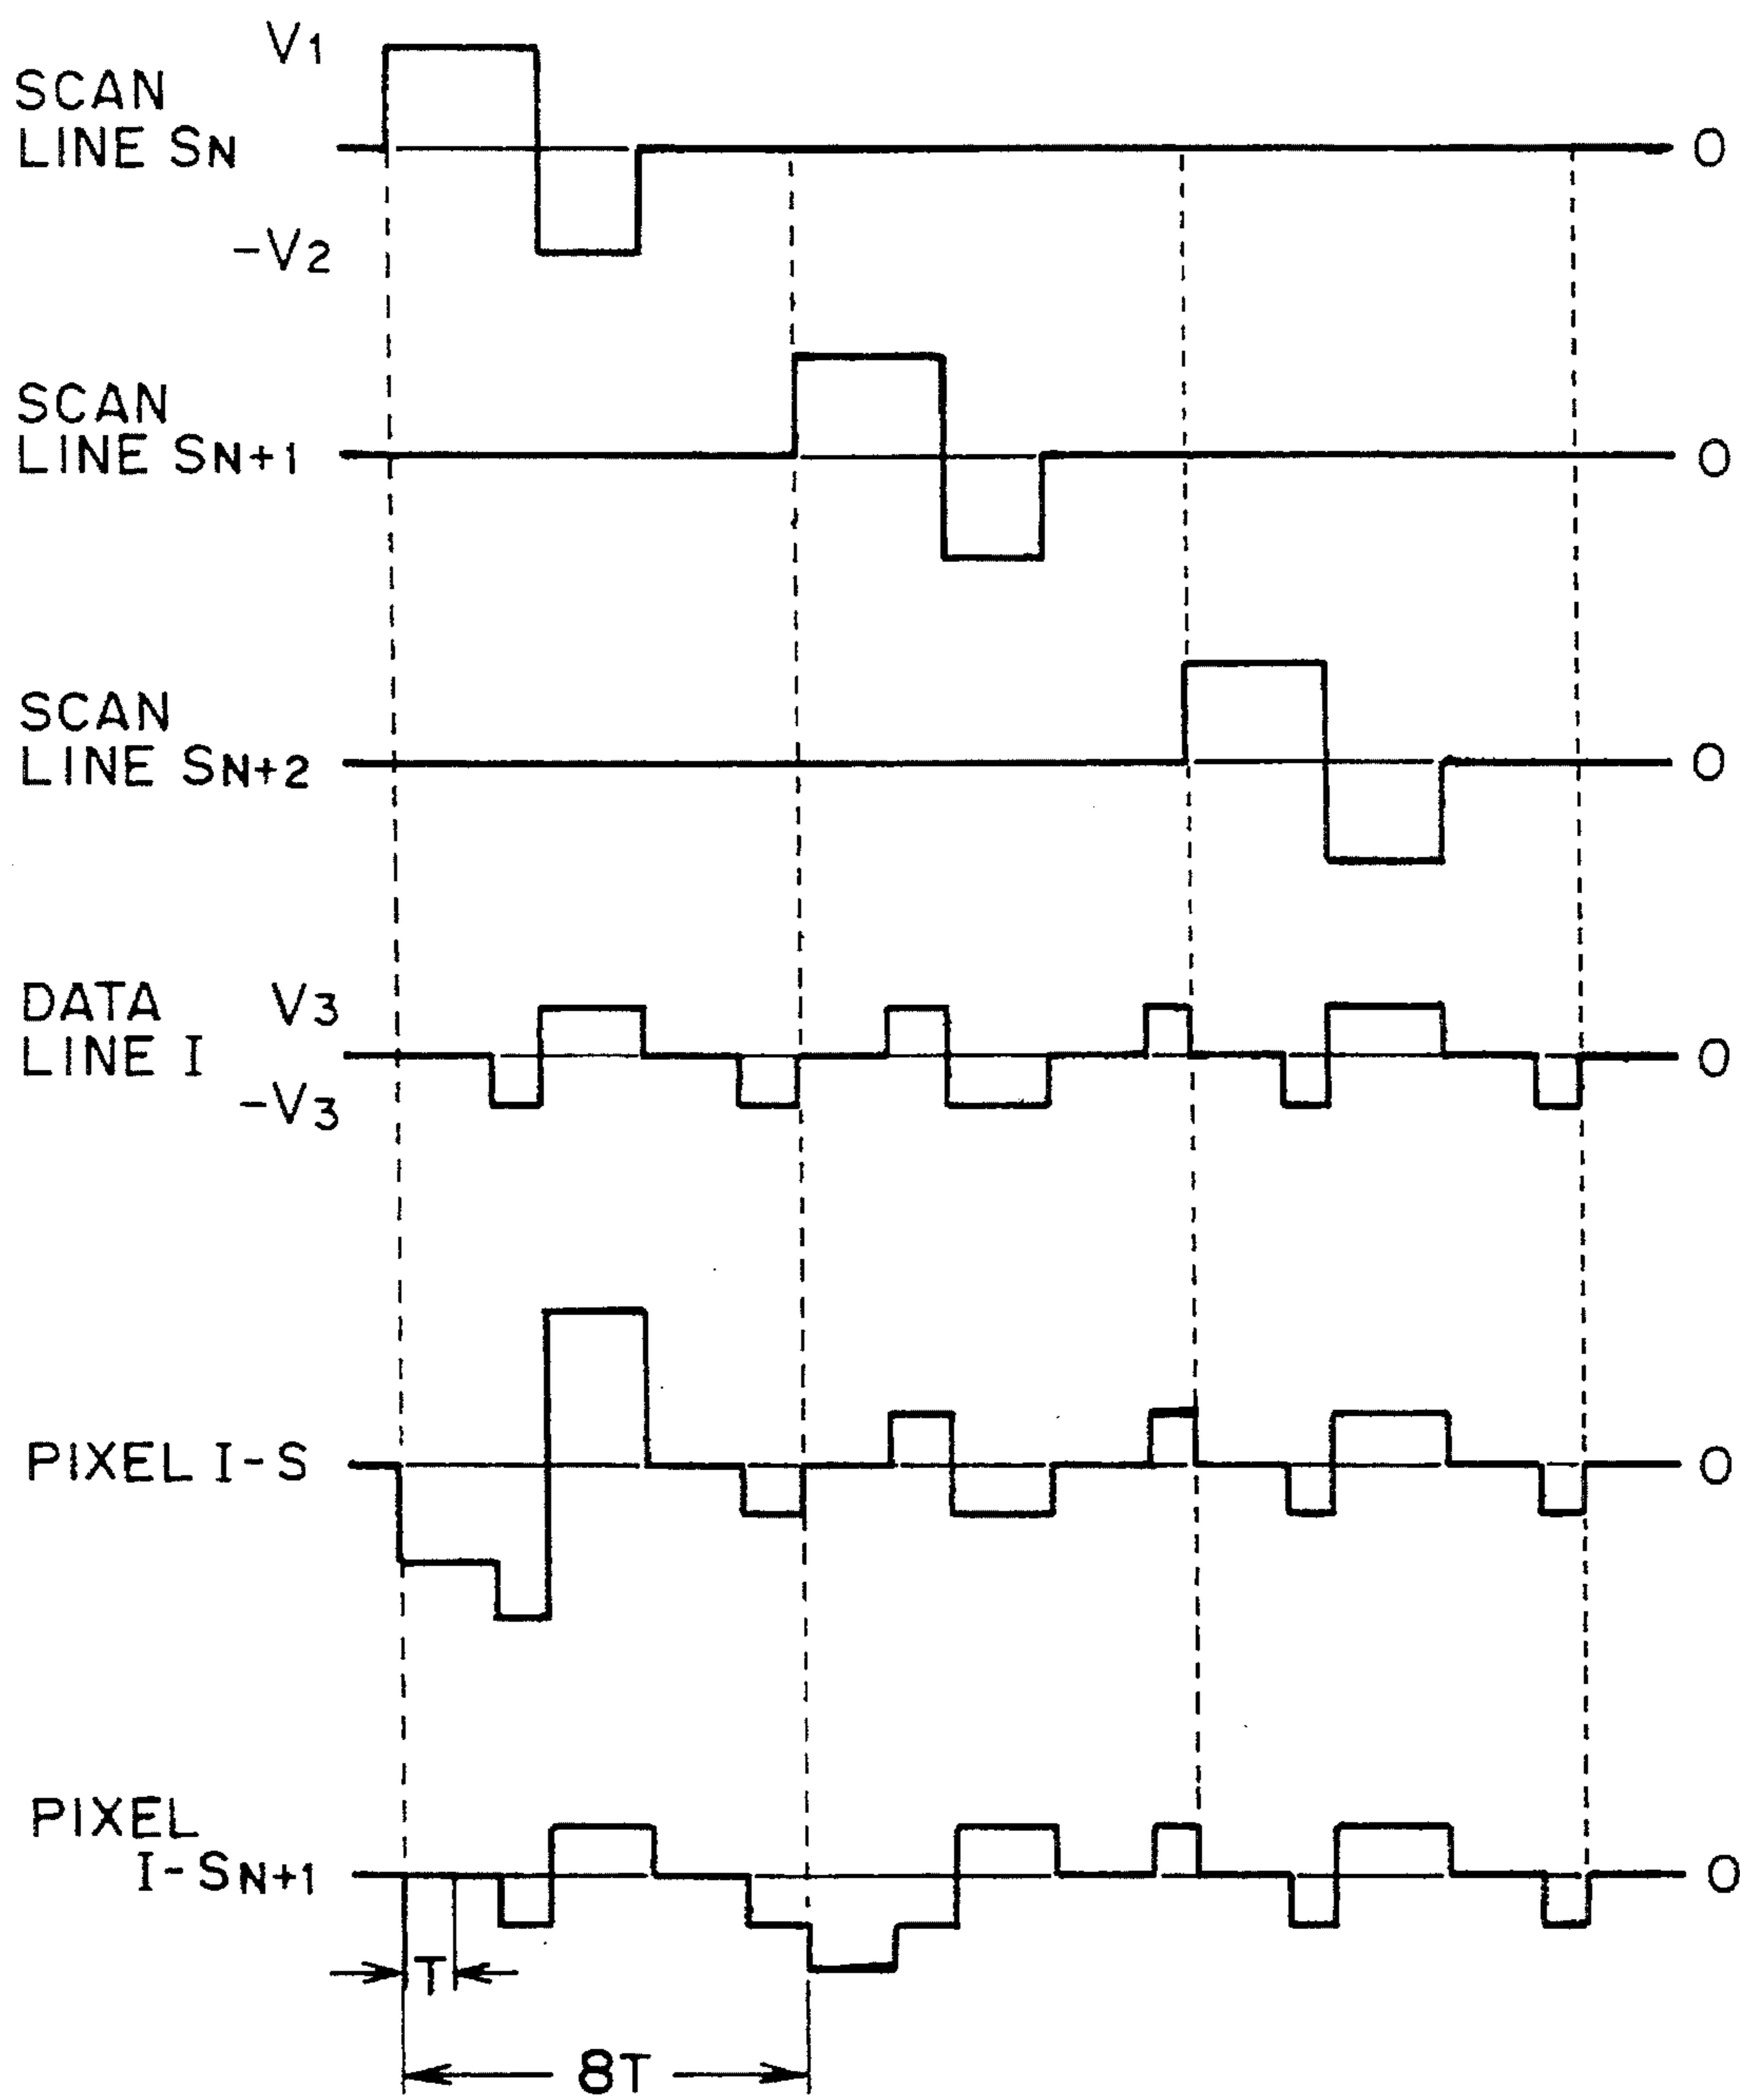 V1
SCAN
LINE SN
0
-V2
SCAN
LINE SN+1
0
SCAN
LINE SN+2
0
DATA
LINE I
V3
0
-V3
PIXEL I-S
0
PIXEL
I-SN+1
0
T
8T